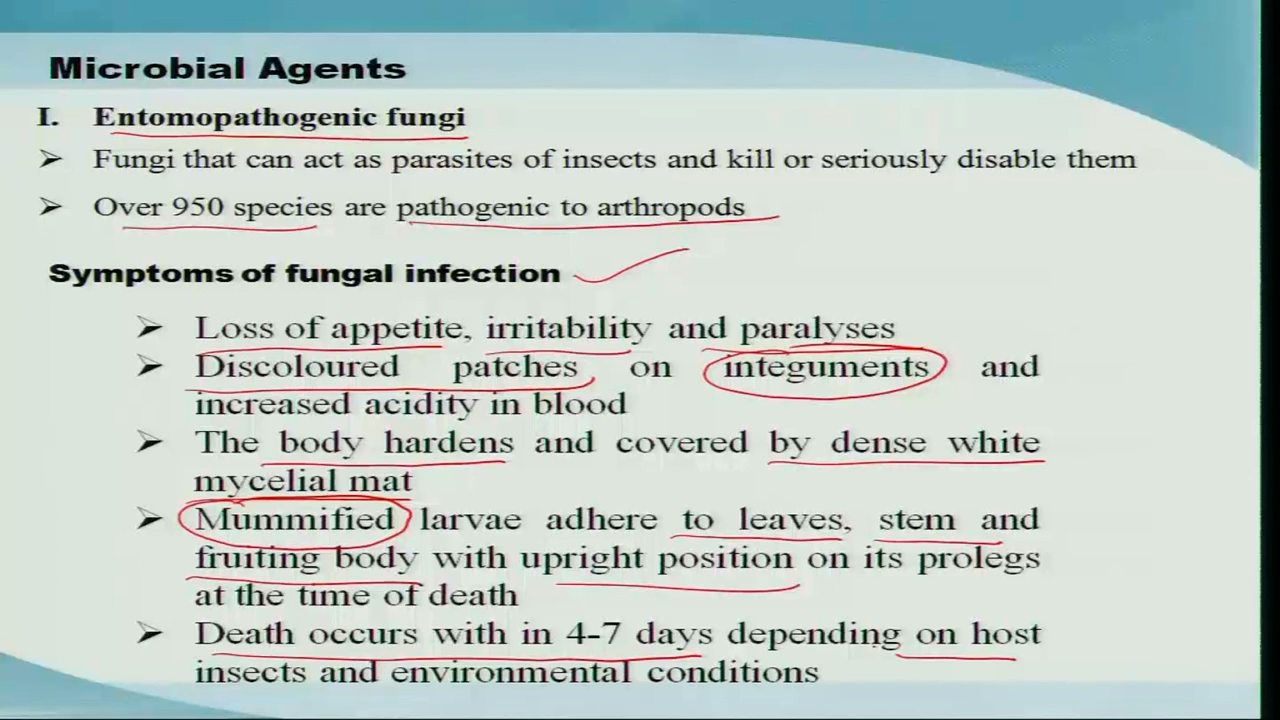 Microbial Agents
I. Entomopathogenic fungi
➢ Fungi that can act as parasites of insects and kill or seriously disable them
➢ Over 950 species are pathogenic to arthropods
Symptoms of fungal infection
➢ Loss of appetite, irritability and paralyses
➢ Discoloured patches on integuments and
increased acidity in blood
➢ The body hardens and covered by dense white
mycelial mat
➢ Mummified larvae adhere to leaves, stem and
fruiting body with upright position on its prolegs
at the time of death
➢ Death occurs with in 4-7 days depending on host
insects and environmental conditions